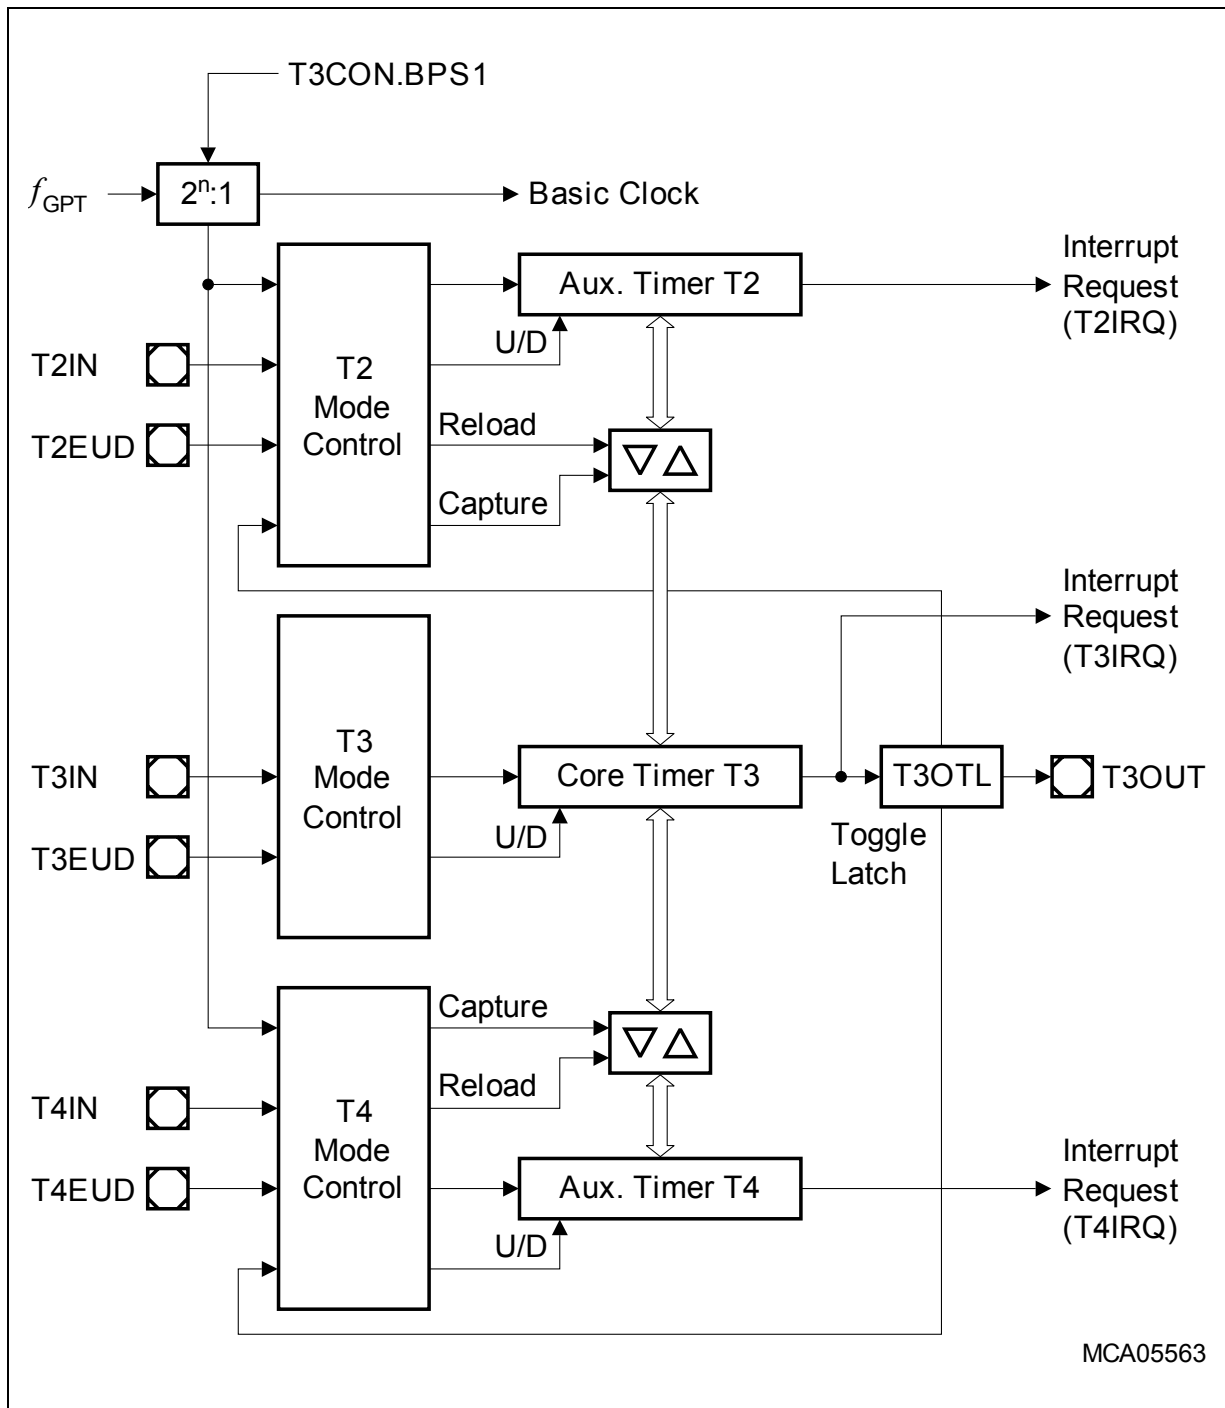 T3CON.BPS1
fGPT
2ⁿ:1
Basic Clock
Interrupt
Request
(T2IRQ)
Aux. Timer T2
U/D
T2IN
T2
Mode
Control
T2EUD
Reload
Capture
Interrupt
Request
(T3IRQ)
T3IN
T3
Mode
Control
Core Timer T3
T3OTL
T3OUT
T3EUD
U/D
Toggle
Latch
Capture
Reload
T4IN
T4
Mode
Control
T4EUD
Aux. Timer T4
U/D
Interrupt
Request
(T4IRQ)
MCA05563